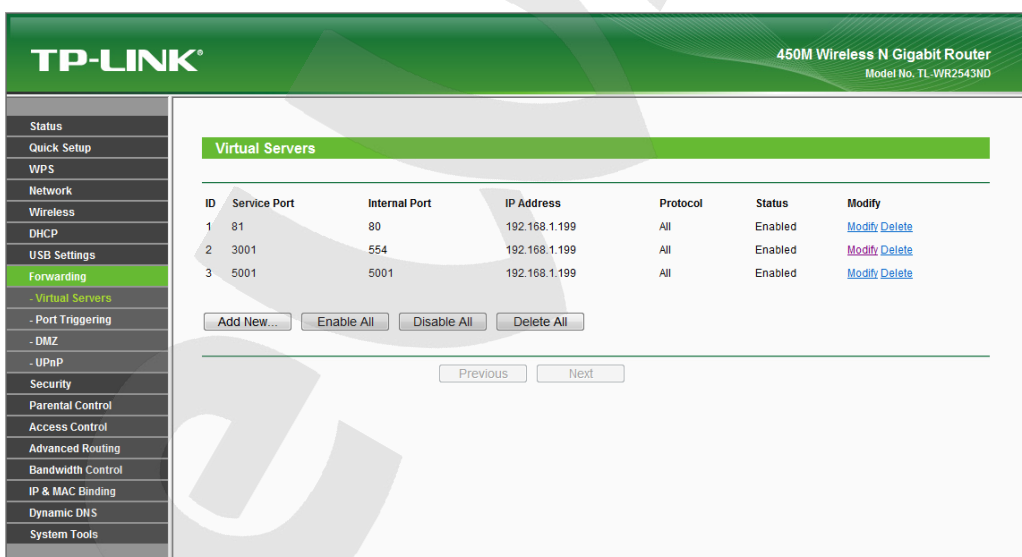 TP-LINK®
450M Wireless N Gigabit Router
Model No. TL-WR2543ND
Status
Quick Setup
WPS
Network
Wireless
DHCP
USB Settings
Forwarding
- Virtual Servers
- Port Triggering
- DMZ
- UPnP
Security
Parental Control
Access Control
Advanced Routing
Bandwidth Control
IP & MAC Binding
Dynamic DNS
System Tools
Virtual Servers
ID Service Port Internal Port IP Address Protocol Status Modify
1 81 80 192.168.1.199 All Enabled Modify Delete
2 3001 554 192.168.1.199 All Enabled Modify Delete
3 5001 5001 192.168.1.199 All Enabled Modify Delete
Add New... Enable All Disable All Delete All
Previous Next